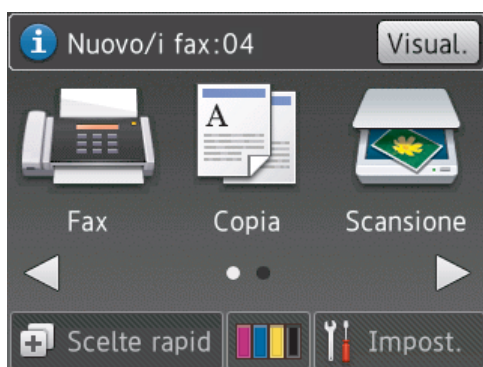 Nuovo/i fax:04 Visual.
A
Fax Copia Scansione
Scelte rapid Impost.